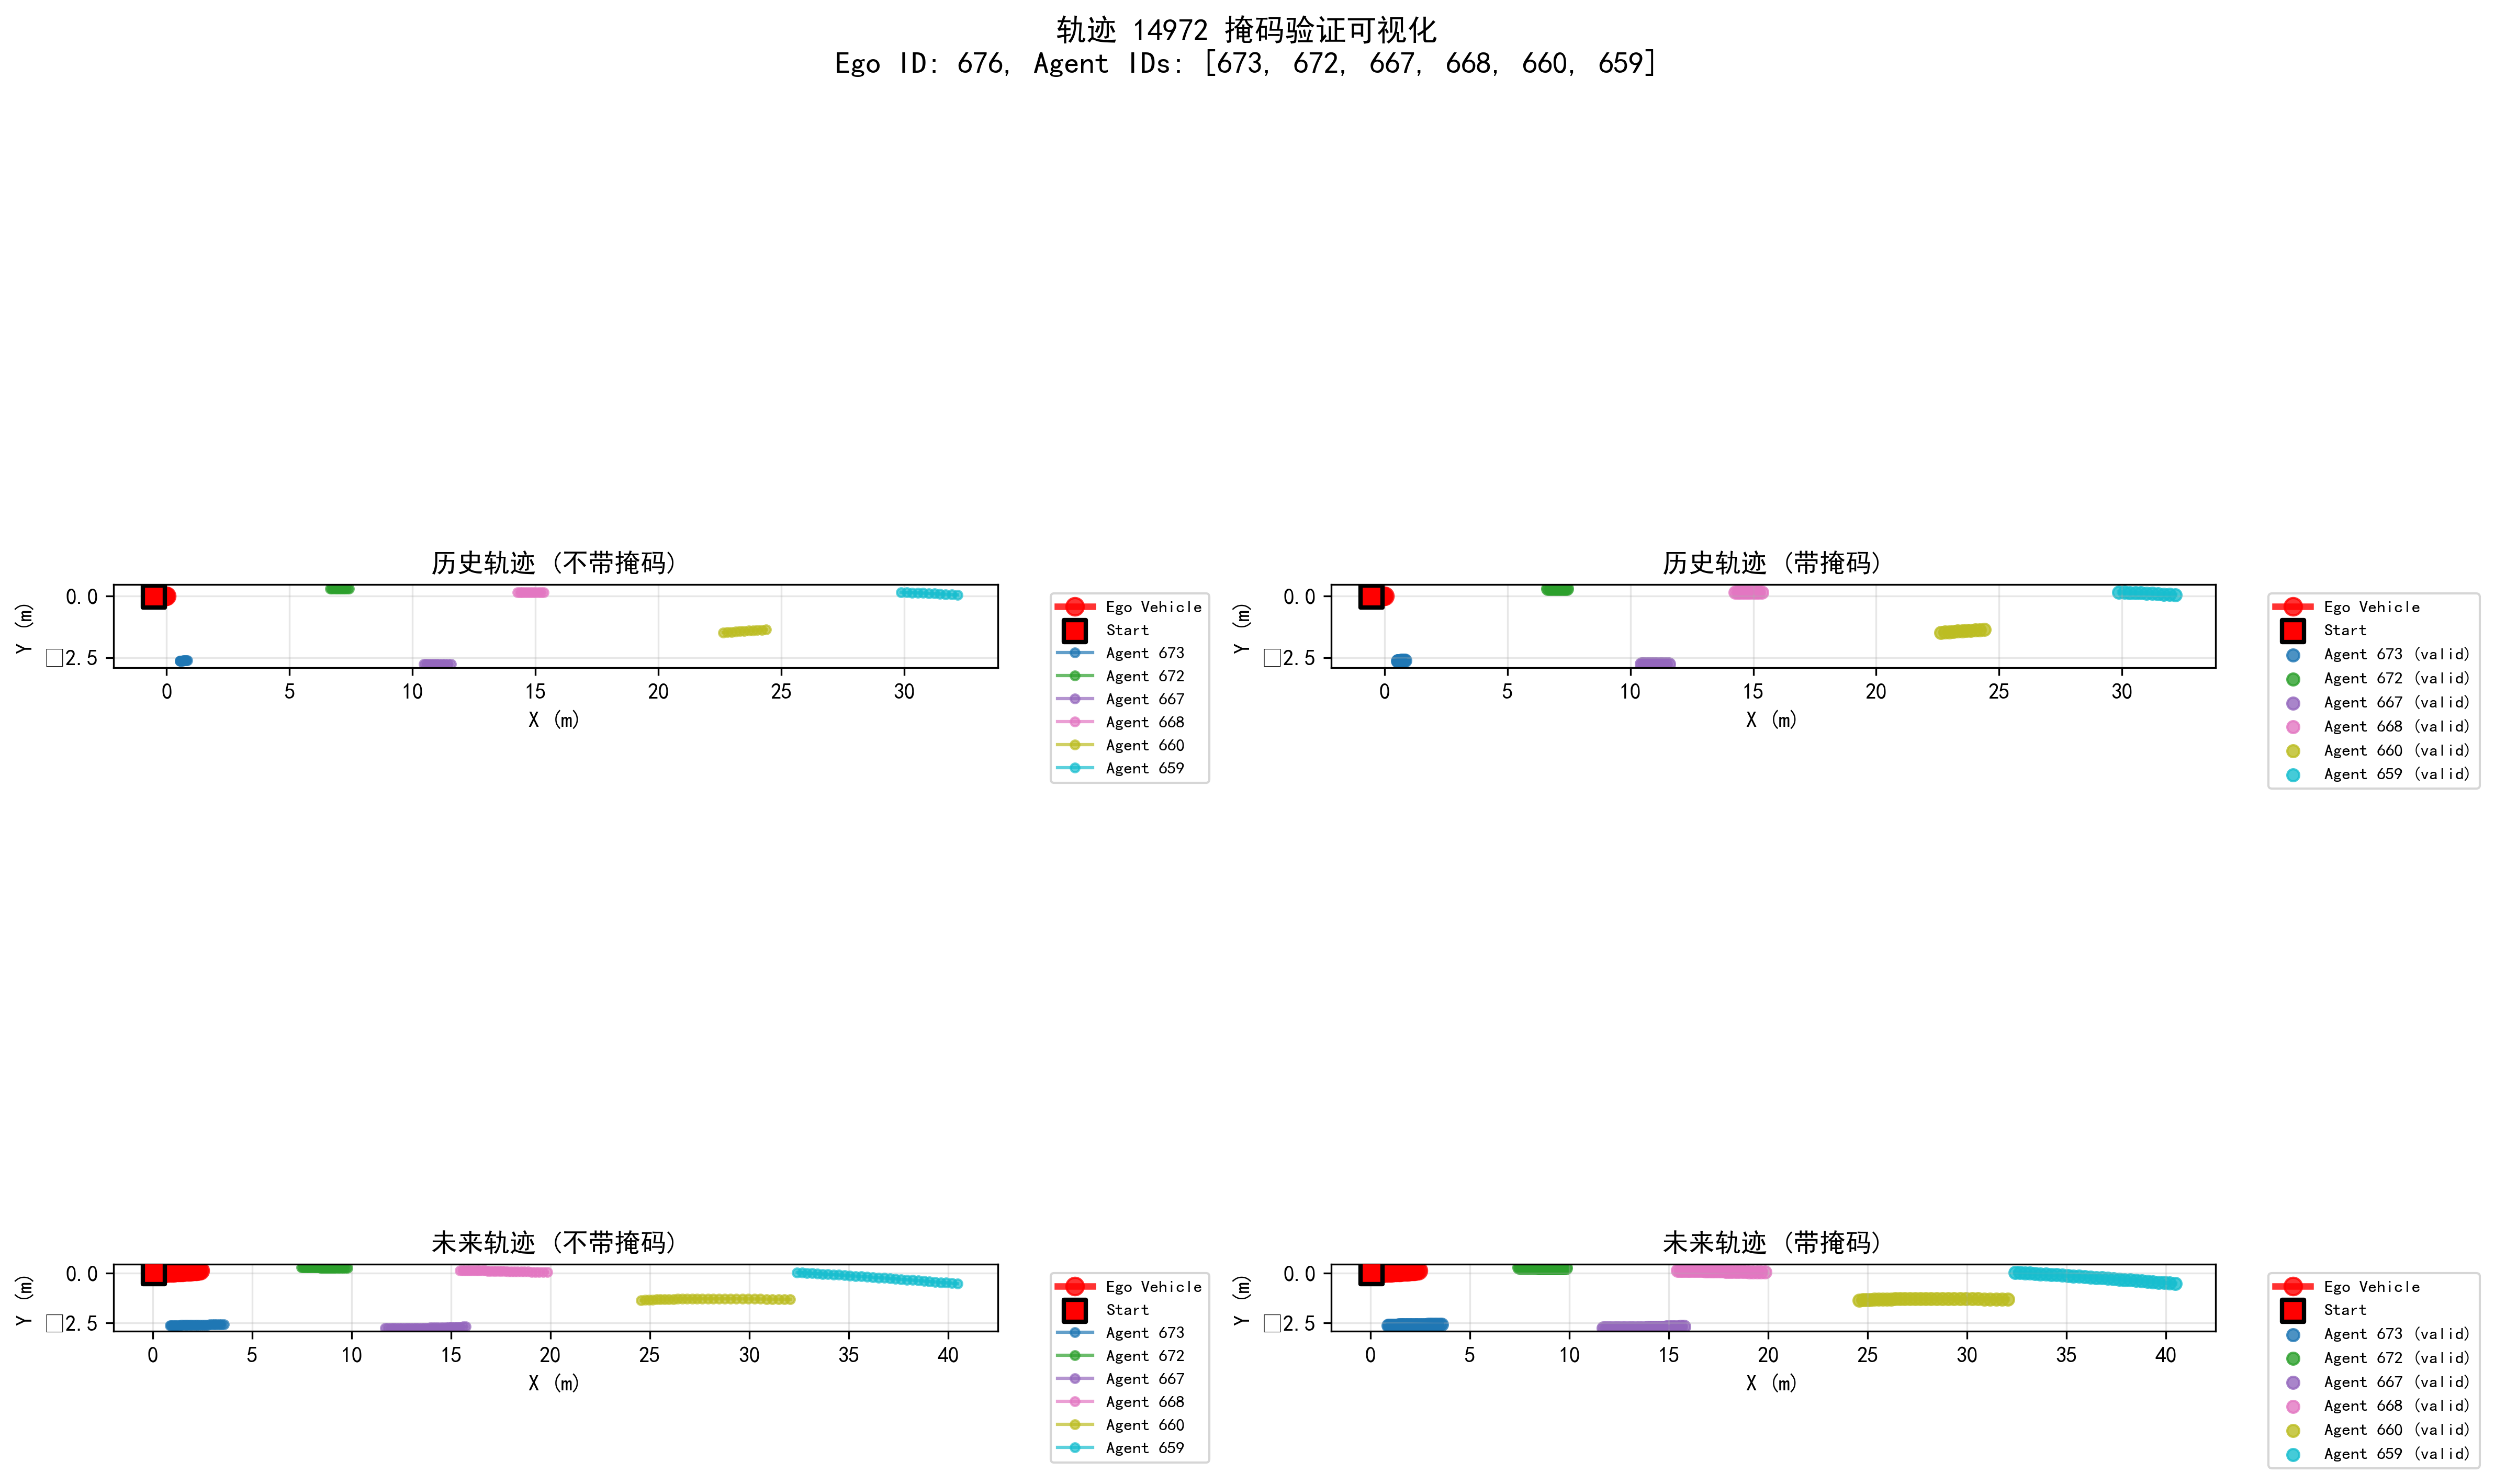 轨迹 14972 掩码验证可视化
Ego ID: 676, Agent IDs: [673, 672, 667, 668, 660, 659]
历史轨迹 (不带掩码)
Y (m)
0.0
□2.5
0 5 10 15 20 25 30
X (m)
Ego Vehicle
Start
Agent 673
Agent 672
Agent 667
Agent 668
Agent 660
Agent 659
历史轨迹 (带掩码)
Y (m)
0.0
□2.5
0 5 10 15 20 25 30
X (m)
Ego Vehicle
Start
Agent 673 (valid)
Agent 672 (valid)
Agent 667 (valid)
Agent 668 (valid)
Agent 660 (valid)
Agent 659 (valid)
未来轨迹 (不带掩码)
Y (m)
0.0
□2.5
0 5 10 15 20 25 30 35 40
X (m)
Ego Vehicle
Start
Agent 673
Agent 672
Agent 667
Agent 668
Agent 660
Agent 659
未来轨迹 (带掩码)
Y (m)
0.0
□2.5
0 5 10 15 20 25 30 35 40
X (m)
Ego Vehicle
Start
Agent 673 (valid)
Agent 672 (valid)
Agent 667 (valid)
Agent 668 (valid)
Agent 660 (valid)
Agent 659 (valid)